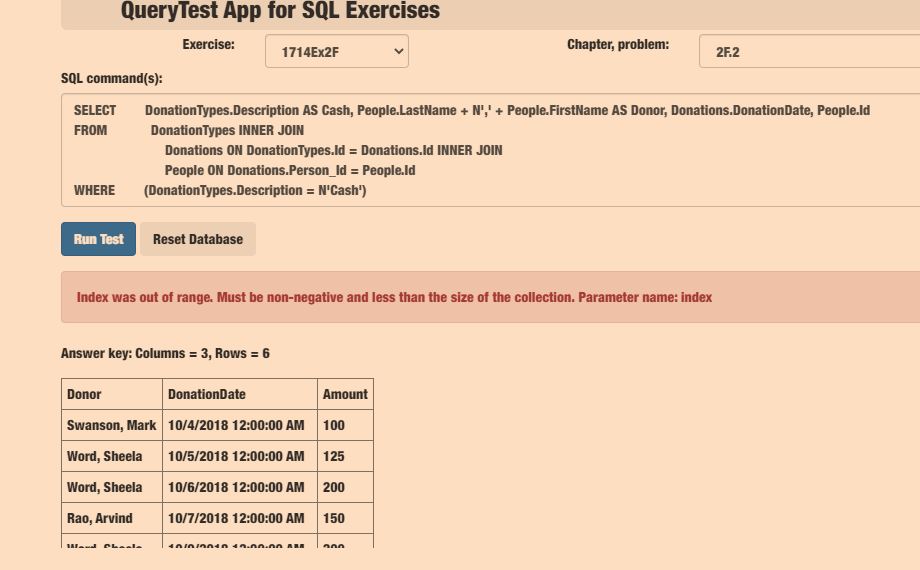 QueryTest App for SQL Exercises
Exercise: 1714Ex2F Chapter, problem: 2F.2
SQL command(s):
SELECT DonationTypes.Description AS Cash, People.LastName + N',' + People.FirstName AS Donor, Donations.DonationDate, People.Id
FROM DonationTypes INNER JOIN
Donations ON DonationTypes.Id = Donations.Id INNER JOIN
People ON Donations.Person_Id = People.Id
WHERE (DonationTypes.Description = N'Cash')
Run Test Reset Database
Index was out of range. Must be non-negative and less than the size of the collection. Parameter name: index
Answer key: Columns = 3, Rows = 6
Donor DonationDate Amount
Swanson, Mark 10/4/2018 12:00:00 AM 100
Word, Sheela 10/5/2018 12:00:00 AM 125
Word, Sheela 10/6/2018 12:00:00 AM 200
Rao, Arvind 10/7/2018 12:00:00 AM 150
Word, Sheela